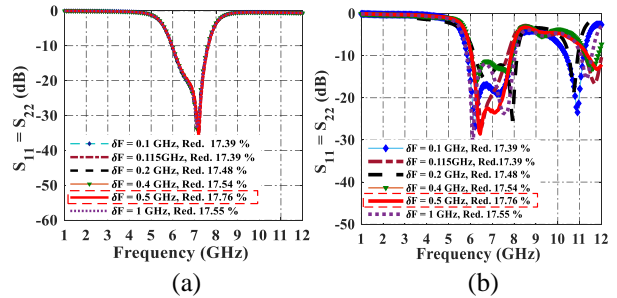 (a)
0
-10
-20
-30
-40
-50
-60
S11 = S22 (dB)
δF = 0.1 GHz, Red. 17.39 %
δF = 0.115GHz, Red. 17.39 %
δF = 0.2 GHz, Red. 17.48 %
δF = 0.4 GHz, Red. 17.54 %
δF = 0.5 GHz, Red. 17.76 %
δF = 1 GHz, Red. 17.55 %
1 2 3 4 5 6 7 8 9 10 11 12
Frequency (GHz)
(a)
(b)
0
-10
-20
-30
-40
-50
S11 = S22 (dB)
δF = 0.1 GHz, Red. 17.39 %
δF = 0.115GHz, Red.17.39 %
δF = 0.2 GHz, Red. 17.48 %
δF = 0.4 GHz, Red. 17.54 %
δF = 0.5 GHz, Red. 17.76 %
δF = 1 GHz, Red. 17.55 %
1 2 3 4 5 6 7 8 9 10 11 12
Frequency (GHz)
(b)